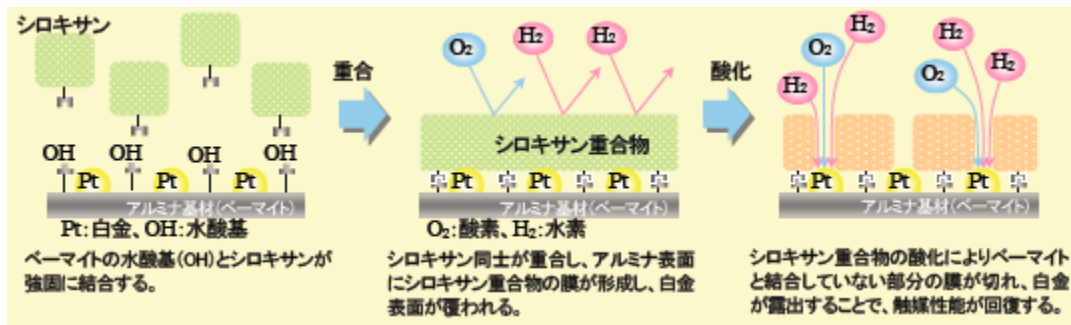 シロキサン
OH
OH
OH
OH
Pt
Pt
Pt
アルミナ基材(ベーマイト)
Pt:白金、OH:水酸基
ベーマイトの水酸基(OH)とシロキサンが
強固に結合する。
重合
O2
H2
H2
シロキサン重合物
Pt
Pt
Pt
アルミナ基材(ベーマイト)
O2:酸素、H2:水素
シロキサン同士が重合し、アルミナ表面
にシロキサン重合物の膜が形成し、白金
表面が覆われる。
酸化
H2
O2
H2
H2
O2
H2
Pt
Pt
Pt
アルミナ基材(ベーマイト)
シロキサン重合物の酸化によりベーマイト
と結合していない部分の膜が切れ、白金
が露出することで、触媒性能が回復する。